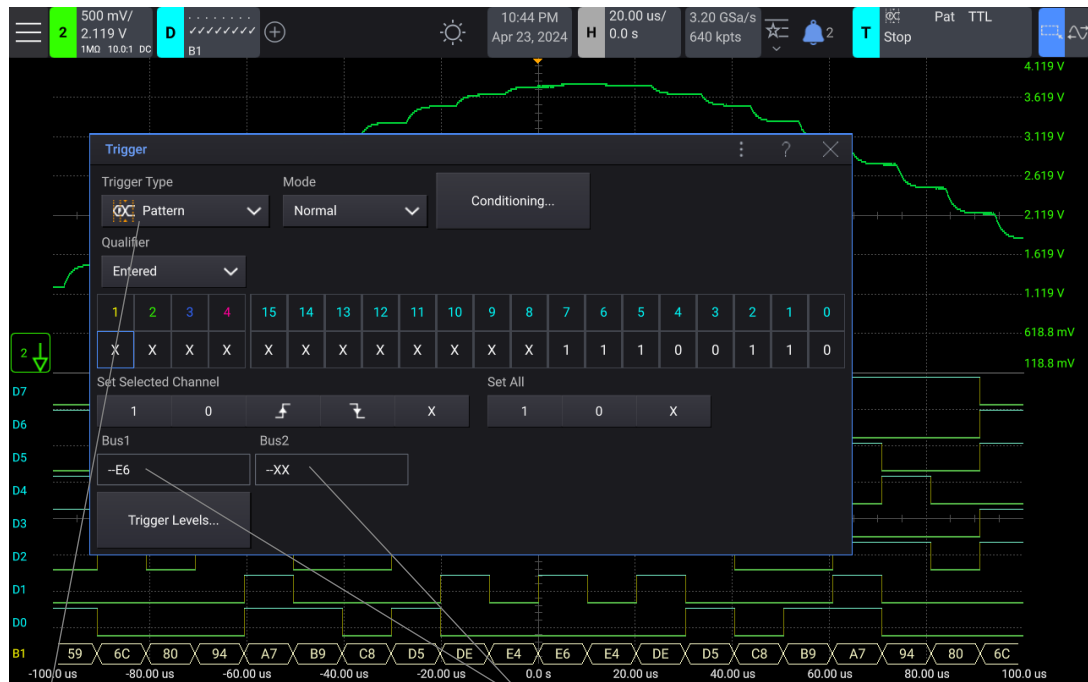 500 mV/ 10:44 PM 20.00 us/ 3.20 GSa/s Pat TTL
2 2.119 V D Apr 23, 2024 H 0.0 s 640 kpts 2 T Stop
1MΩ 10.0:1 DC B1
4.119 V
3.619 V
3.119 V
2.619 V
2.119 V
1.619 V
1.119 V
618.8 mV
118.8 mV
Trigger ?
Trigger Type Mode
Pattern Normal Conditioning...
Qualifier
Entered
1 2 3 4 15 14 13 12 11 10 9 8 7 6 5 4 3 2 1 0
X X X X X X X X X X X X 1 1 1 0 0 1 1 0
Set Selected Channel Set All
1 0 X 1 0 X
Bus1 Bus2
--E6 --XX
Trigger Levels...
2
D7
D6
D5
D4
D3
D2
D1
D0
B1 59 6C 80 94 A7 B9 C8 D5 DE E4 E6 E4 DE D5 C8 B9 A7 94 80 6C
-100.0 us -80.00 us -60.00 us -40.00 us -20.00 us 0.0 s 20.00 us 40.00 us 60.00 us 80.00 us 100.0 us